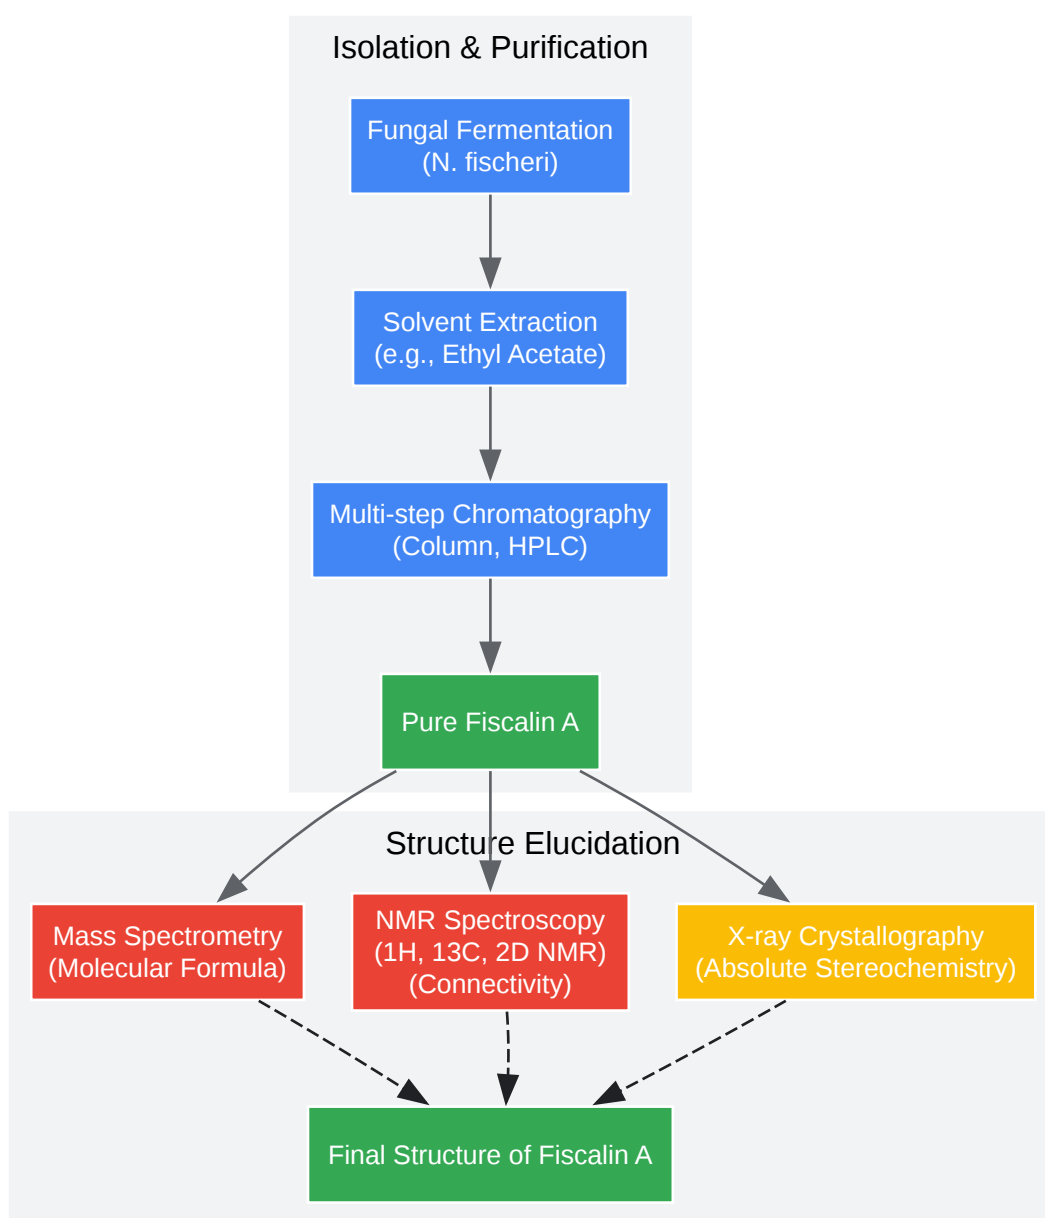 Isolation & Purification
Fungal Fermentation
(N. fischeri)
Solvent Extraction
(e.g., Ethyl Acetate)
Multi-step Chromatography
(Column, HPLC)
Pure Fiscalin A
Structure Elucidation
Mass Spectrometry
(Molecular Formula)
NMR Spectroscopy
(1H, 13C, 2D NMR)
(Connectivity)
X-ray Crystallography
(Absolute Stereochemistry)
Final Structure of Fiscalin A